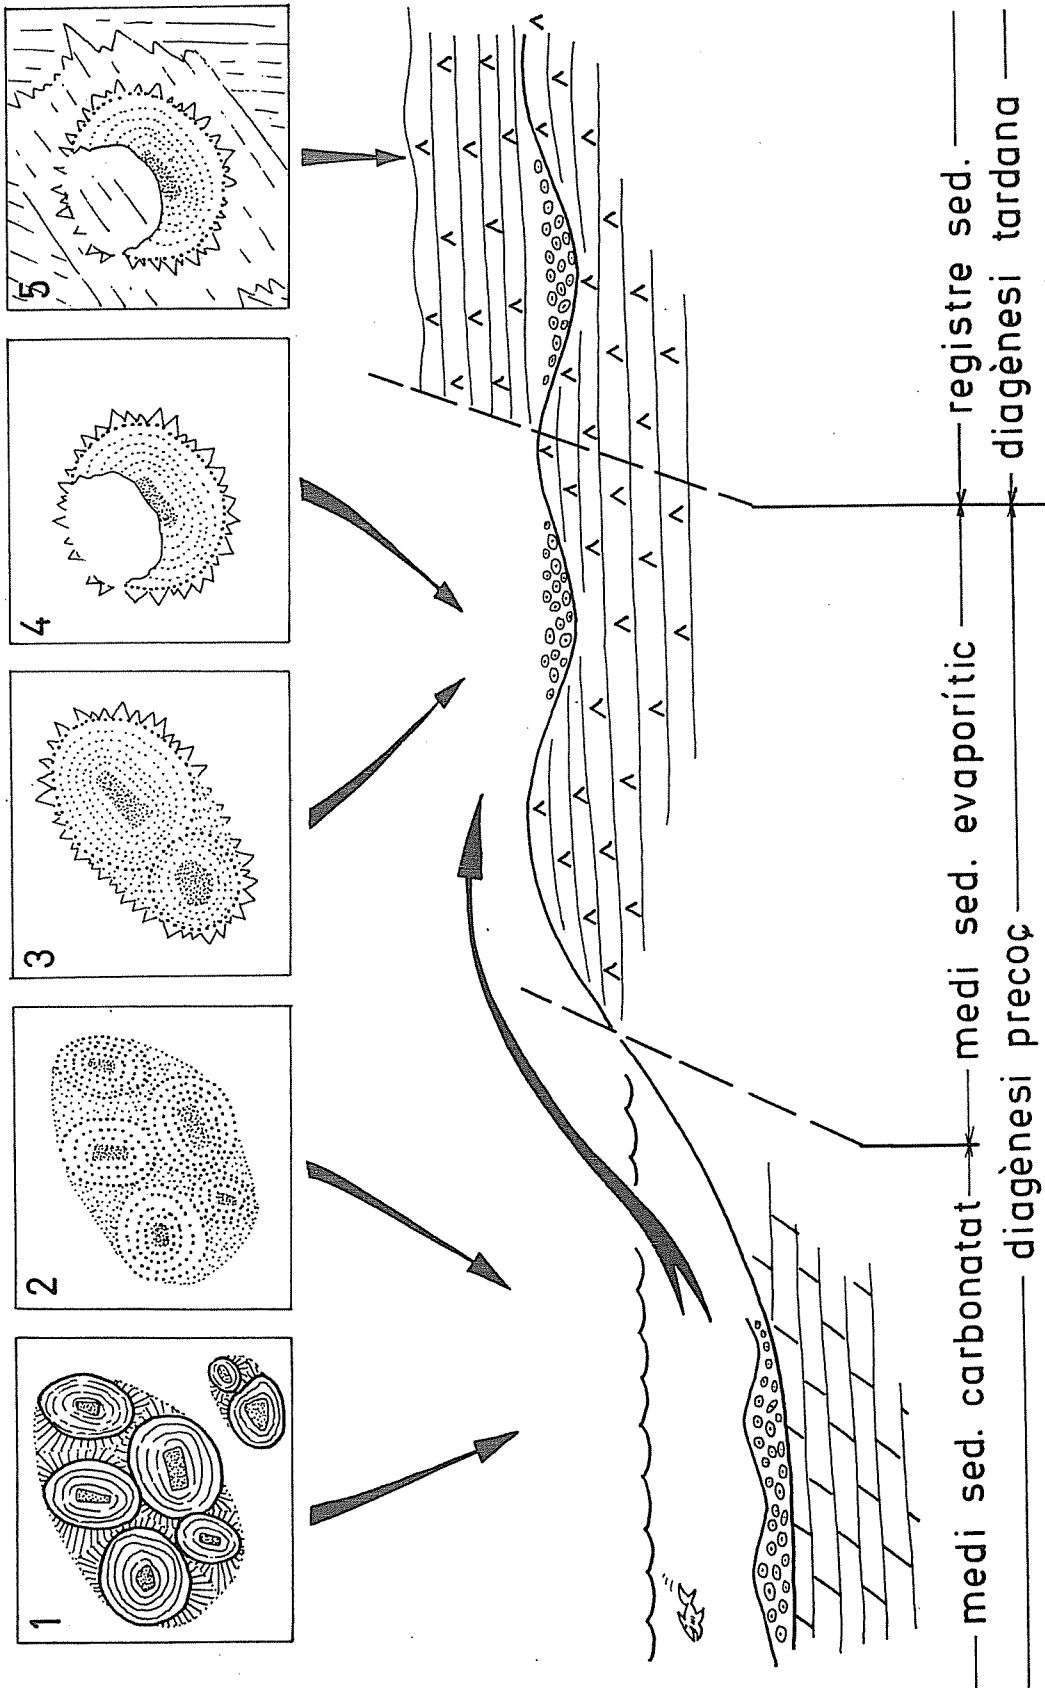 1
2
3
4
5
medi sed. carbonatat
medi sed. evaporític
registre sed.
diagènesi precoç
diagènesi tardana